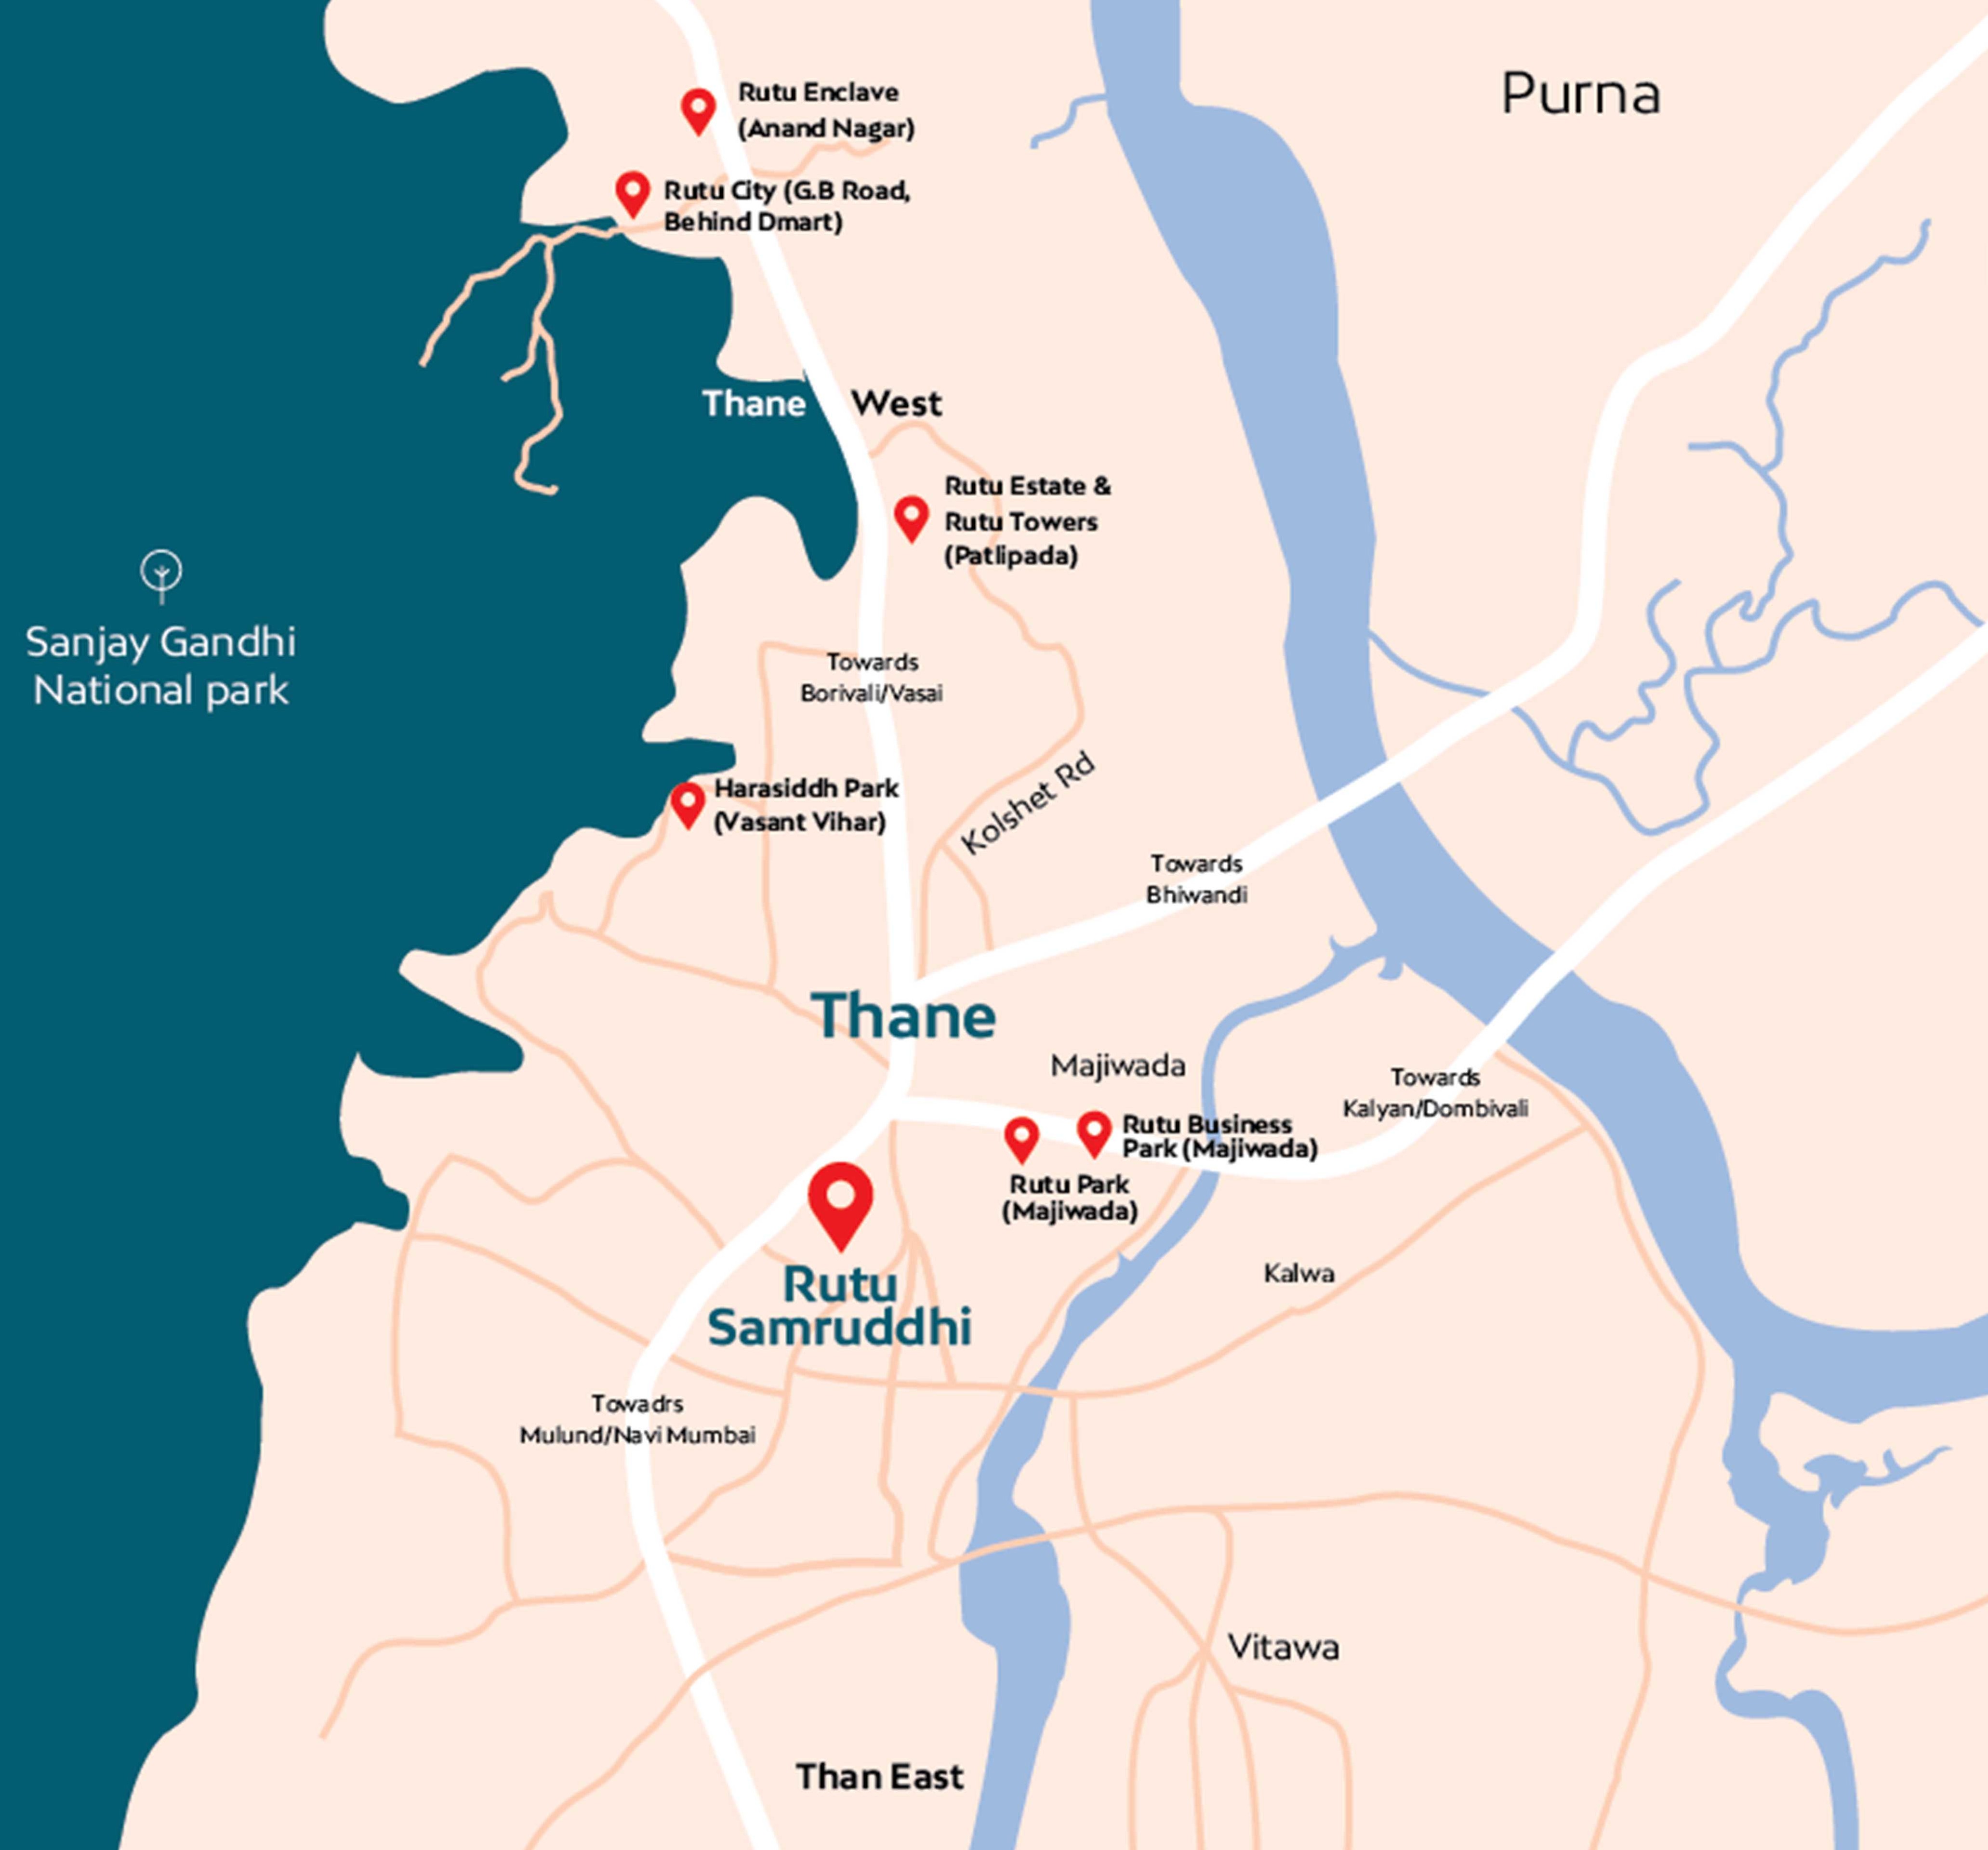 Purna
Rutu Enclave
(Anand Nagar)
Rutu City (G.B Road,
Behind Dmart)
Thane West
Rutu Estate &
Rutu Towers
(Patlipada)
Sanjay Gandhi
National park
Towards
Borivali/Vasai
Harasiddh Park
(Vasant Vihar)
Kolshet Rd
Towards
Bhiwandi
Thane
Majiwada
Towards
Kalyan/Dombivali
Rutu Business
Park (Majiwada)
Rutu Park
(Majiwada)
Rutu
Samruddhi
Kalwa
Towadrs
Mulund/Navi Mumbai
Vitawa
Than East